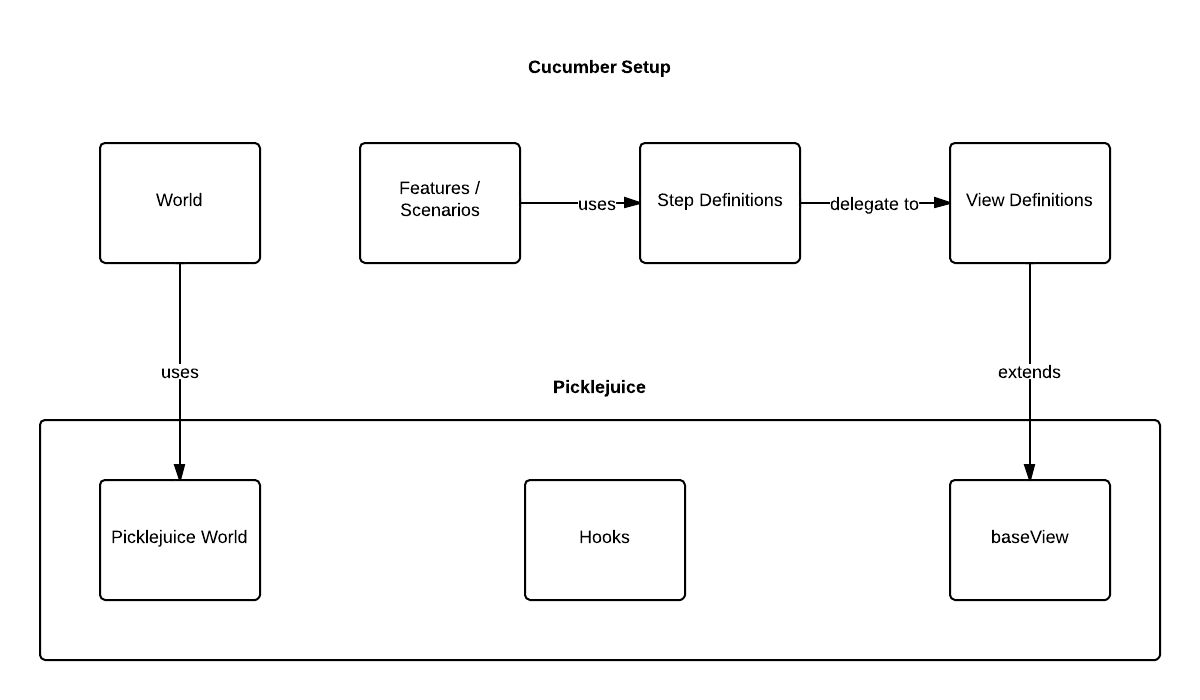 Cucumber Setup
World
Features /
Scenarios
uses
Step Definitions
delegate to
View Definitions
uses
extends
Picklejuice
Picklejuice World
Hooks
baseView